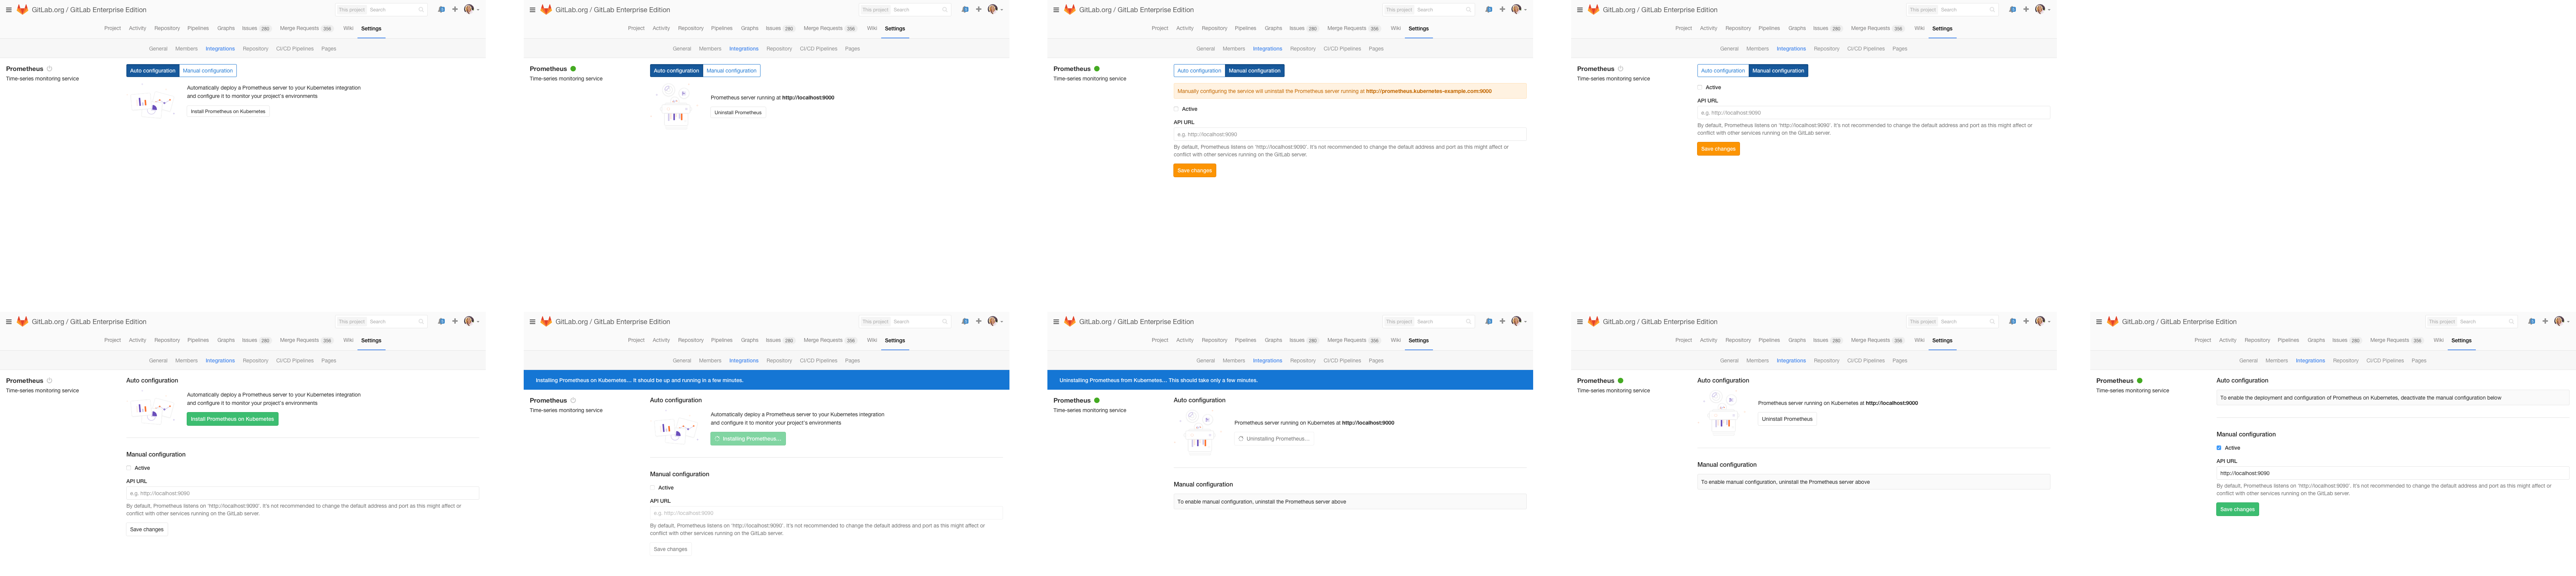 GitLab.org / GitLab Enterprise Edition
This project Search
Project Activity Repository Pipelines Graphs Issues 280 Merge Requests 356 Wiki Settings
General Members Integrations Repository CI/CD Pipelines Pages
Prometheus
Time-series monitoring service
Auto configuration Manual configuration
Automatically deploy a Prometheus server to your Kubernetes integration
and configure it to monitor your project's environments
Install Prometheus on Kubernetes
GitLab.org / GitLab Enterprise Edition
This project Search
Project Activity Repository Pipelines Graphs Issues 280 Merge Requests 356 Wiki Settings
General Members Integrations Repository CI/CD Pipelines Pages
Prometheus
Time-series monitoring service
Auto configuration Manual configuration
Prometheus server running at http://localhost:9000
Uninstall Prometheus
GitLab.org / GitLab Enterprise Edition
This project Search
Project Activity Repository Pipelines Graphs Issues 280 Merge Requests 356 Wiki Settings
General Members Integrations Repository CI/CD Pipelines Pages
Prometheus
Time-series monitoring service
Auto configuration Manual configuration
Manually configuring the service will uninstall the Prometheus server running at http://prometheus.kubernetes-example.com:9000
Active
API URL
e.g. http://localhost:9090
By default, Prometheus listens on 'http://localhost:9090'. It's not recommended to change the default address and port as this might affect or
conflict with other services running on the GitLab server.
Save changes
GitLab.org / GitLab Enterprise Edition
This project Search
Project Activity Repository Pipelines Graphs Issues 280 Merge Requests 356 Wiki Settings
General Members Integrations Repository CI/CD Pipelines Pages
Prometheus
Time-series monitoring service
Auto configuration Manual configuration
Active
API URL
e.g. http://localhost:9090
By default, Prometheus listens on 'http://localhost:9090'. It's not recommended to change the default address and port as this might affect or
conflict with other services running on the GitLab server.
Save changes
GitLab.org / GitLab Enterprise Edition
This project Search
Project Activity Repository Pipelines Graphs Issues 280 Merge Requests 356 Wiki Settings
General Members Integrations Repository CI/CD Pipelines Pages
Prometheus
Time-series monitoring service
Auto configuration
Automatically deploy a Prometheus server to your Kubernetes integration
and configure it to monitor your project's environments
Install Prometheus on Kubernetes
Manual configuration
Active
API URL
e.g. http://localhost:9090
By default, Prometheus listens on 'http://localhost:9090'. It's not recommended to change the default address and port as this might affect or
conflict with other services running on the GitLab server.
Save changes
GitLab.org / GitLab Enterprise Edition
This project Search
Project Activity Repository Pipelines Graphs Issues 280 Merge Requests 356 Wiki Settings
General Members Integrations Repository CI/CD Pipelines Pages
Installing Prometheus on Kubernetes... It should be up and running in a few minutes.
Prometheus
Time-series monitoring service
Auto configuration
Automatically deploy a Prometheus server to your Kubernetes integration
and configure it to monitor your project's environments
Installing Prometheus...
Manual configuration
Active
API URL
e.g. http://localhost:9090
By default, Prometheus listens on 'http://localhost:9090'. It's not recommended to change the default address and port as this might affect or
conflict with other services running on the GitLab server.
Save changes
GitLab.org / GitLab Enterprise Edition
This project Search
Project Activity Repository Pipelines Graphs Issues 280 Merge Requests 356 Wiki Settings
General Members Integrations Repository CI/CD Pipelines Pages
Uninstalling Prometheus from Kubernetes... This should take only a few minutes.
Prometheus
Time-series monitoring service
Auto configuration
Prometheus server running on Kubernetes at http://localhost:9000
Uninstalling Prometheus...
Manual configuration
To enable manual configuration, uninstall the Prometheus server above
GitLab.org / GitLab Enterprise Edition
This project Search
Project Activity Repository Pipelines Graphs Issues 280 Merge Requests 356 Wiki Settings
General Members Integrations Repository CI/CD Pipelines Pages
Prometheus
Time-series monitoring service
Auto configuration
Prometheus server running on Kubernetes at http://localhost:9000
Uninstall Prometheus
Manual configuration
To enable manual configuration, uninstall the Prometheus server above
GitLab.org / GitLab Enterprise Edition
This project Search
Project Activity Repository Pipelines Graphs Issues 280 Merge Requests 356 Wiki Settings
General Members Integrations Repository CI/CD Pipelines Pages
Prometheus
Time-series monitoring service
Auto configuration
To enable the deployment and configuration of Prometheus on Kubernetes, deactivate the manual configuration below
Manual configuration
Active
API URL
http://localhost:9090
By default, Prometheus listens on 'http://localhost:9090'. It's not recommended to change the default address and port as this might affect or
conflict with other services running on the GitLab server.
Save changes